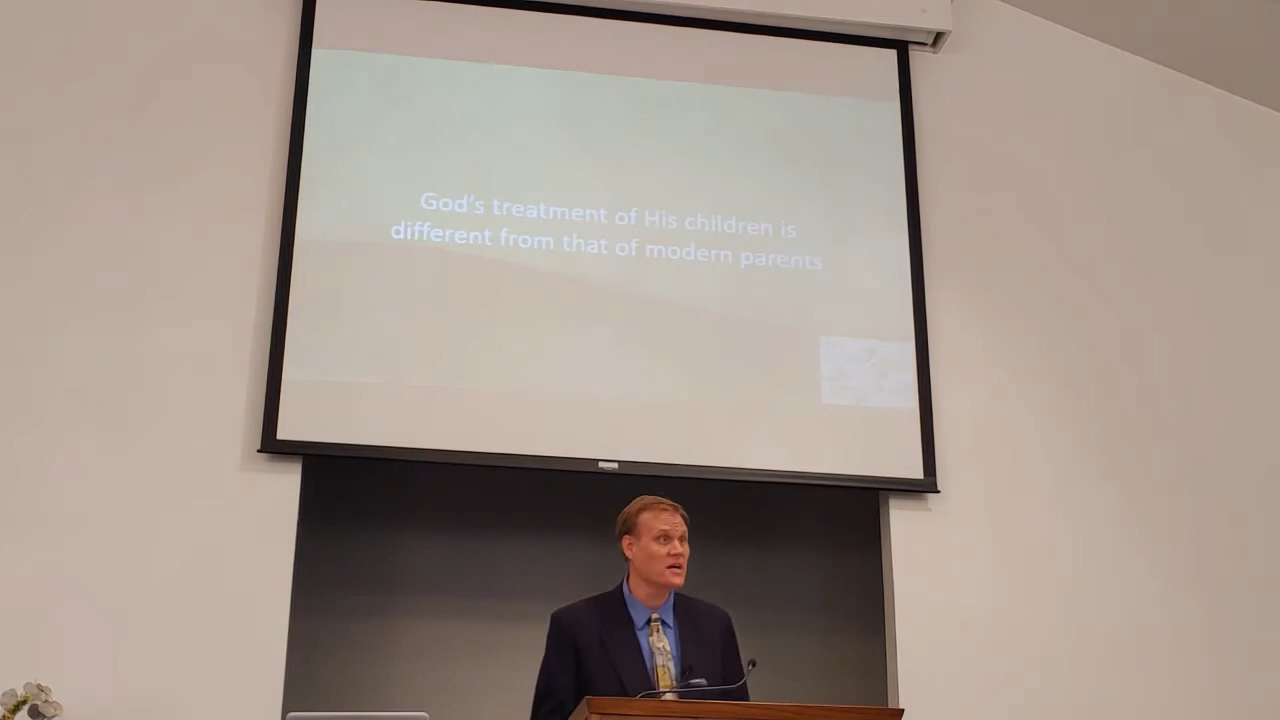 God's treatment of His children is
different from that of modern parents